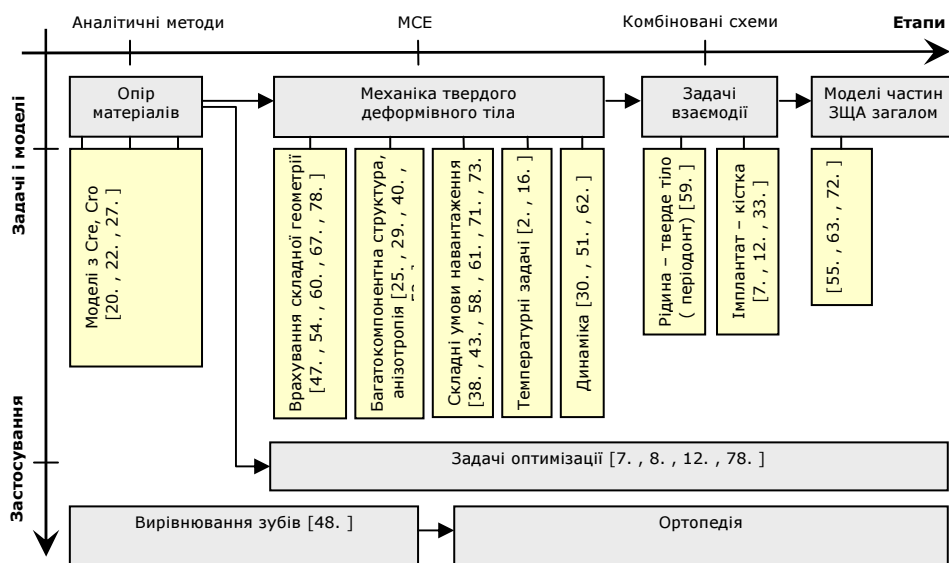 Аналітичні методи
МСЕ
Комбіновані схеми
Етапи
Задачі і моделі
Опір
матеріалів
Механіка твердого
деформівного тіла
Задачі
взаємодії
Моделі частин
ЗЩА загалом
Моделі з Cre, Cro
[20. , 22. , 27. ]
Врахування складної геометрії
[47. , 54. , 60. , 67. , 78. ]
Багатокомпонентна структура,
анізотропія [25. , 29. , 40. ,
Складні умови навантаження
[38. , 43. , 58. , 61. , 71. , 73.
Температурні задачі [2. , 16. ]
Динаміка [30. , 51. , 62. ]
Рідина – тверде тіло
( періодонт) [59. ]
Імплантат – кістка
[7. , 12. , 33. ]
[55. , 63. , 72. ]
Застосування
Задачі оптимізації [7. , 8. , 12. , 78. ]
Вирівнювання зубів [48. ]
Ортопедія